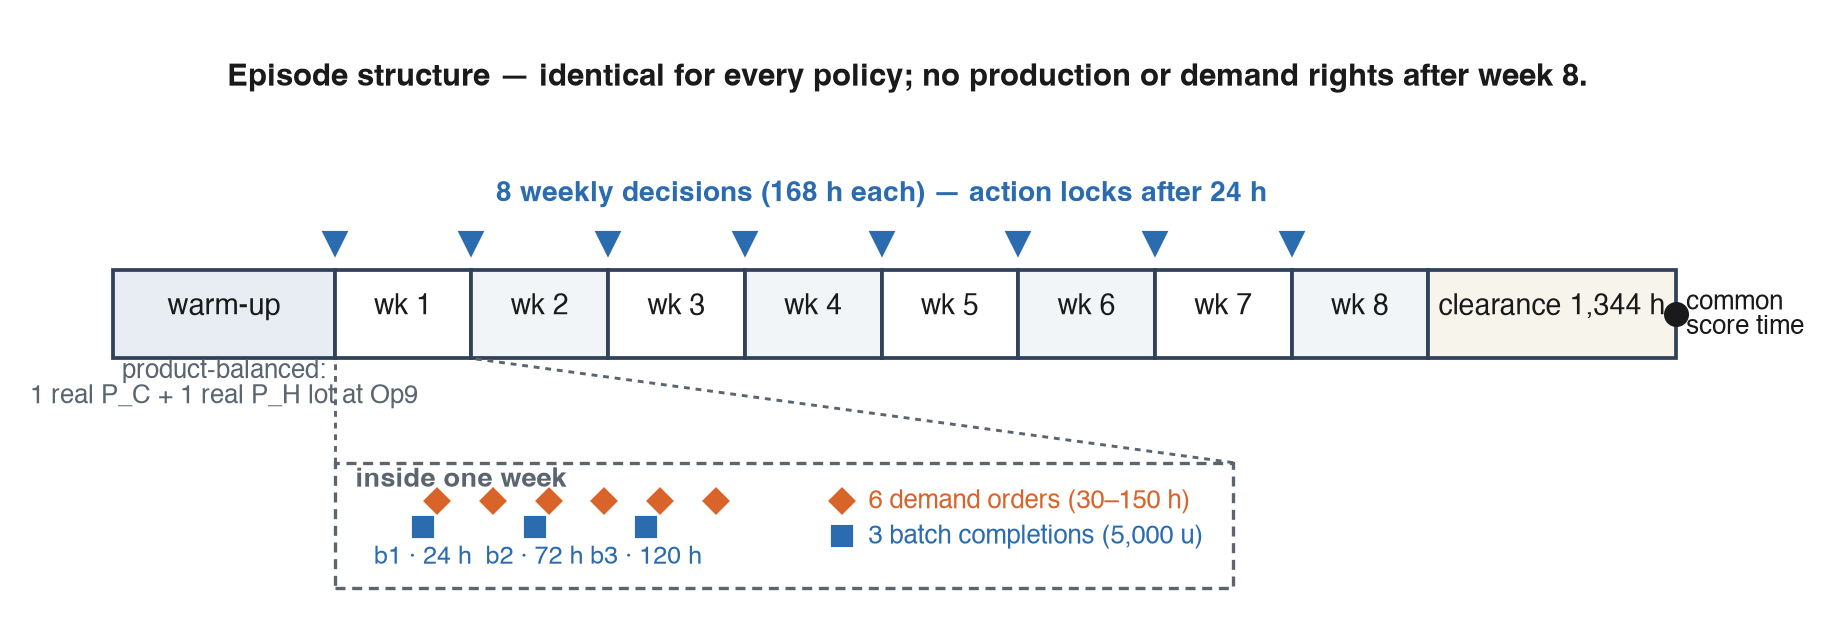 Episode structure — identical for every policy; no production or demand rights after week 8.
8 weekly decisions (168 h each) — action locks after 24 h
warm-up
wk 1
wk 2
wk 3
wk 4
wk 5
wk 6
wk 7
wk 8
clearance 1,344 h
common
score time
product-balanced:
1 real P_C + 1 real P_H lot at Op9
inside one week
6 demand orders (30–150 h)
3 batch completions (5,000 u)
b1 · 24 h
b2 · 72 h
b3 · 120 h